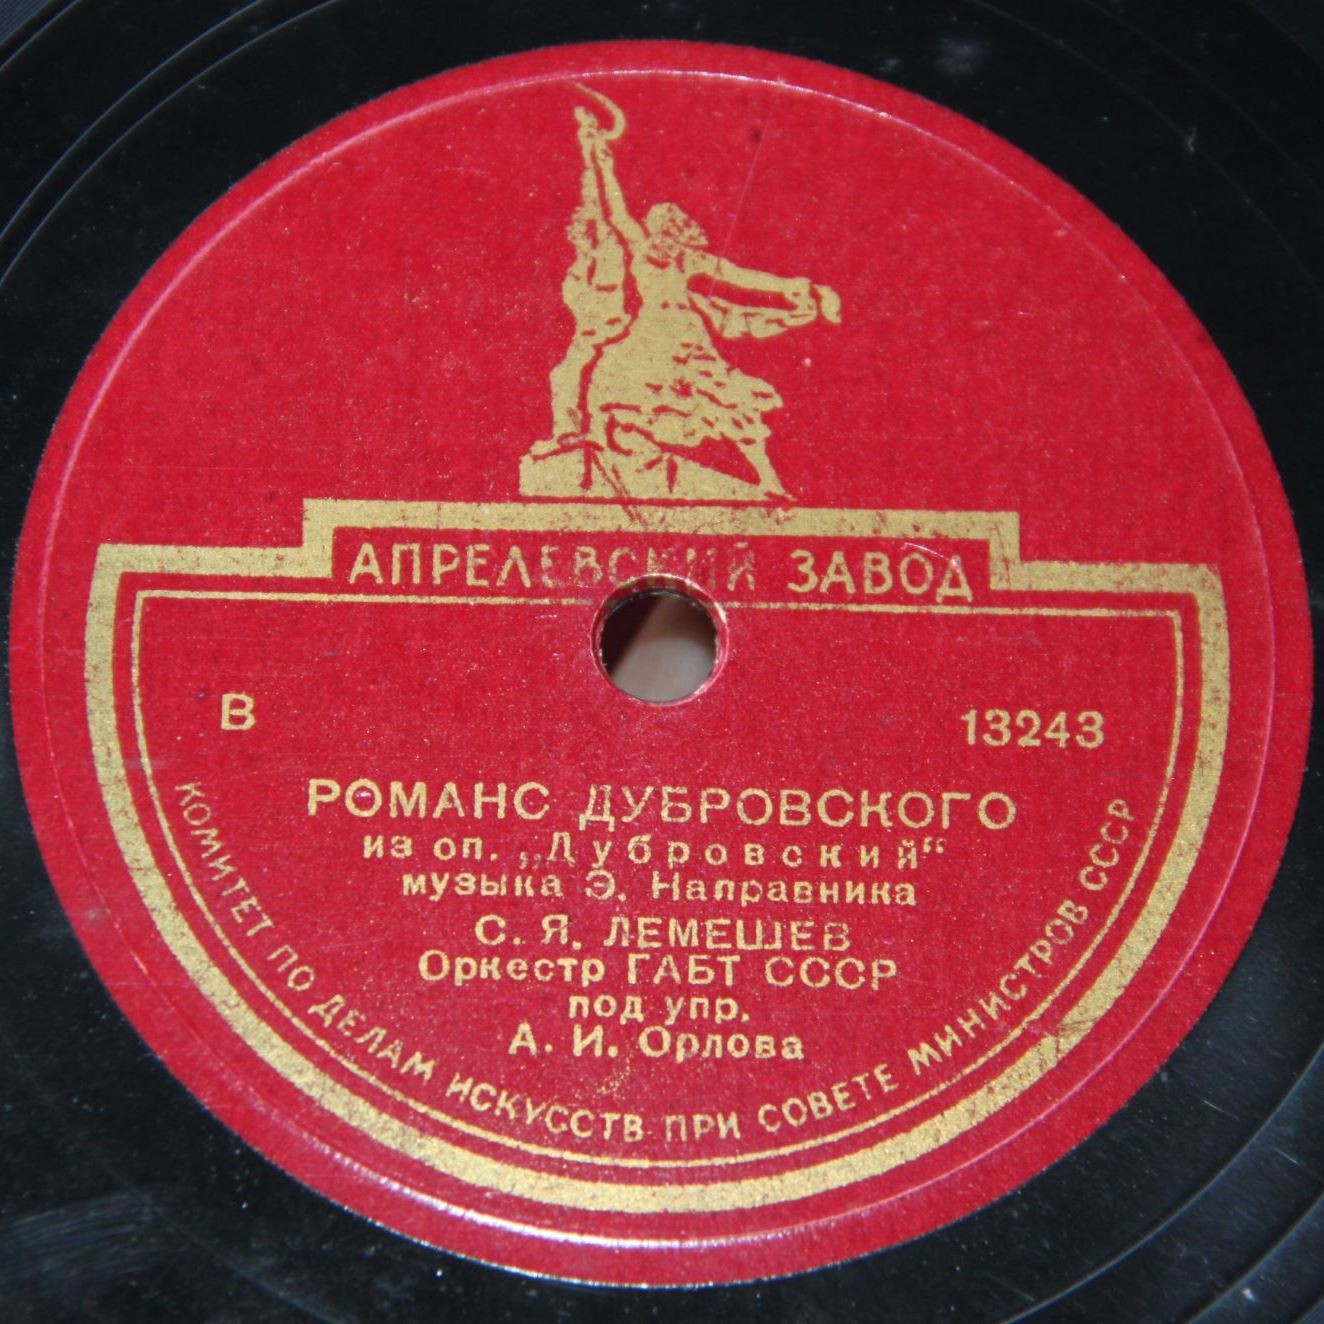 АПРЕЛЕВСКИЙ ЗАВОД
В 13243
РОМАНС ДУБРОВСКОГО
из оп. „Дубровский“
музыка Э. Направника
С. Я. ЛЕМЕШЕВ
Оркестр ГАБТ СССР
под упр.
А. И. Орлова
КОМИТЕТ ПО ДЕЛАМ ИСКУССТВ ПРИ СОВЕТЕ МИНИСТРОВ СССР